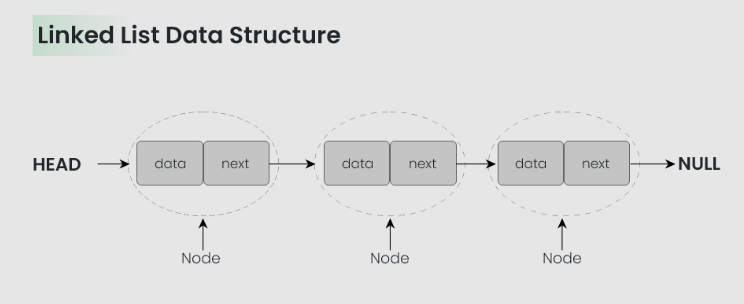 Linked List Data Structure
HEAD data next data next data next NULL
Node Node Node